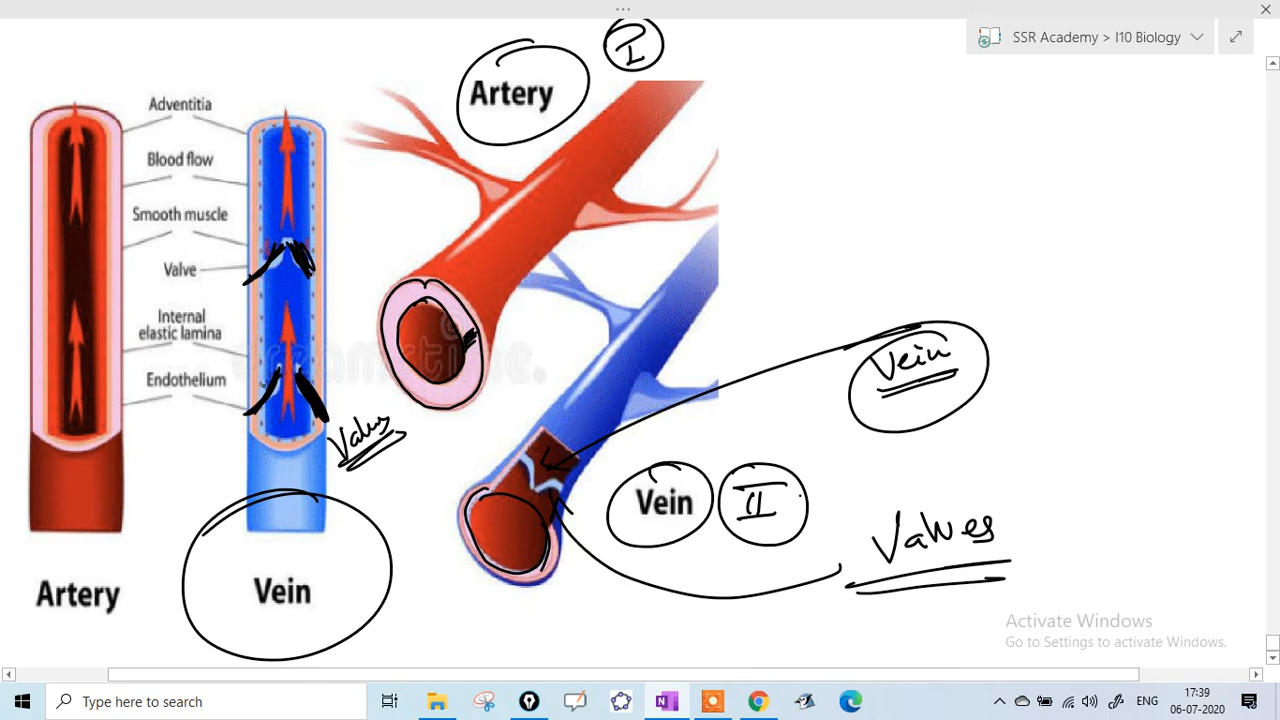 SSR Academy > I10 Biology
I
Artery
Adventitia
Blood flow
Smooth muscle
Valve
Internal
elastic lamina
Endothelium
Valves
Vein
Vein
II
Valves
Artery
Vein
Activate Windows
Go to Settings to activate Windows.
Type here to search
ENG
17:39
06-07-2020